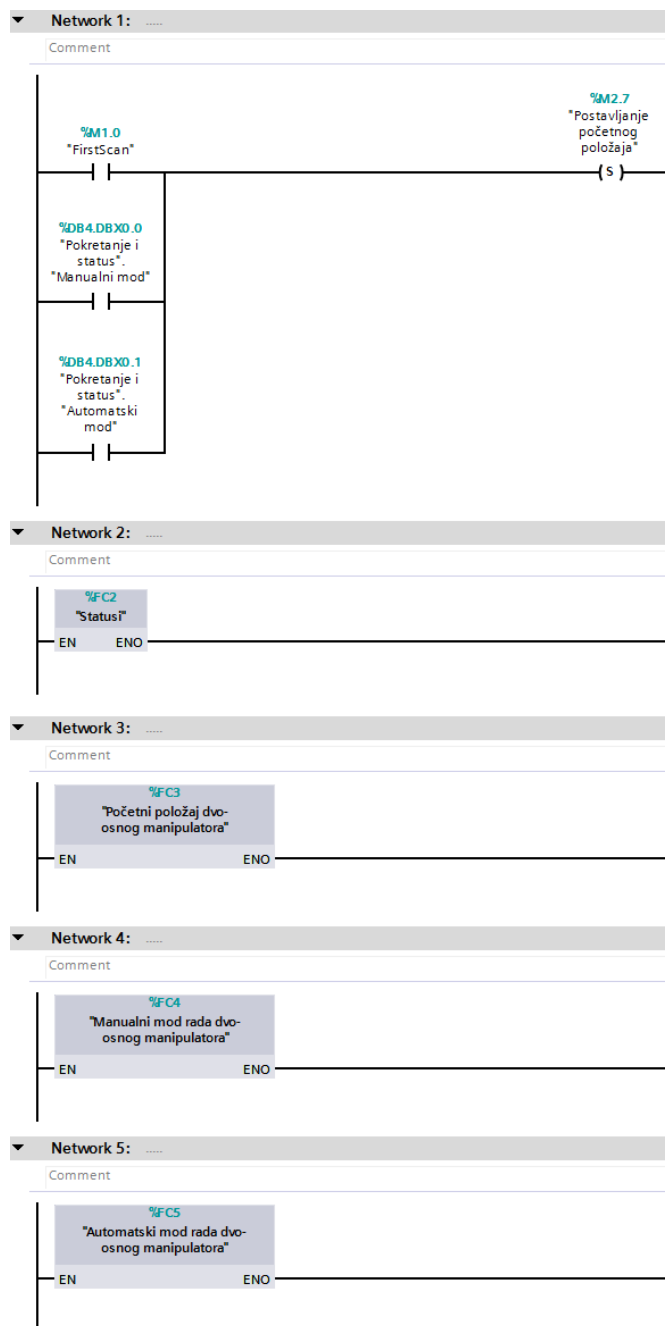 Network 1: .....
Comment
%M2.7
"Postavljanje
početnog
položaja"
%M1.0
"FirstScan"
S
%DB4.DBX0.0
"Pokretanje i
status".
"Manualni mod"
%DB4.DBX0.1
"Pokretanje i
status".
"Automatski
mod"
Network 2: .....
Comment
%FC2
"Statusi"
EN ENO
Network 3: .....
Comment
%FC3
"Početni položaj dvo-
osnog manipulatora"
EN ENO
Network 4: .....
Comment
%FC4
"Manualni mod rada dvo-
osnog manipulatora"
EN ENO
Network 5: .....
Comment
%FC5
"Automatski mod rada dvo-
osnog manipulatora"
EN ENO